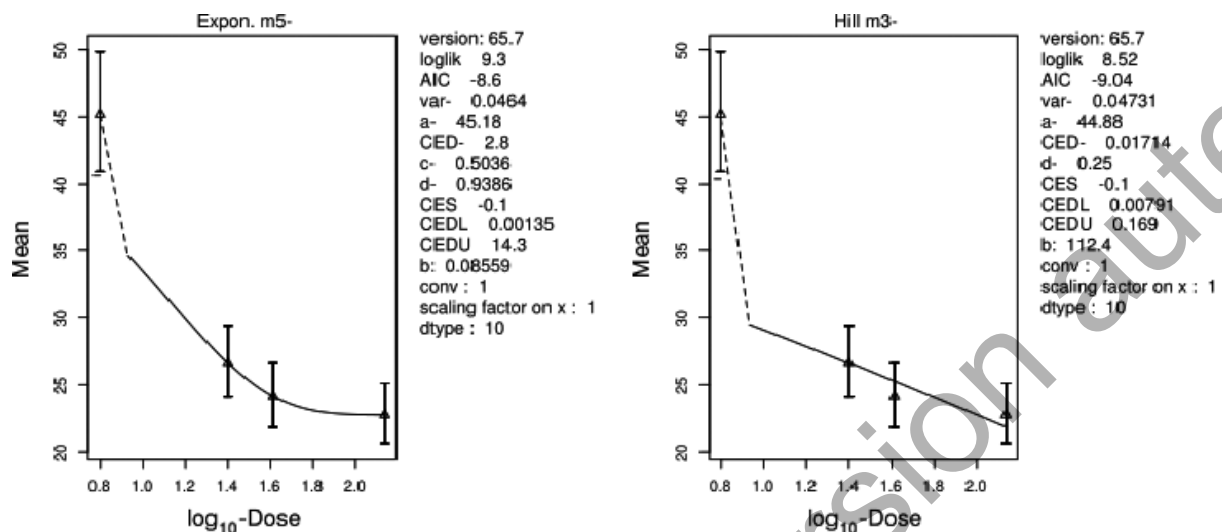 Expon. m5-
version: 65.7
loglik 9.3
AIC -8.6
var- 0.0464
a- 45.18
CED- 2.8
c- 0.5036
d- 0.9386
CES -0.1
CEDL 0.00135
CEDU 14.3
b: 0.08559
conv : 1
scaling factor on x : 1
dtype : 10
Mean
50
45
40
35
30
25
20
0.8 1.0 1.2 1.4 1.6 1.8 2.0
log10-Dose
Hill m3-
version: 65.7
loglik 8.52
AIC -9.04
var- 0.04731
a- 44.88
CED- 0.01714
d- 0.25
CES -0.1
CEDL 0.00791
CEDU 0.169
b: 112.4
conv : 1
scaling factor on x : 1
dtype : 10
Mean
50
45
40
35
30
25
20
0.8 1.0 1.2 1.4 1.6 1.8 2.0
log10-Dose